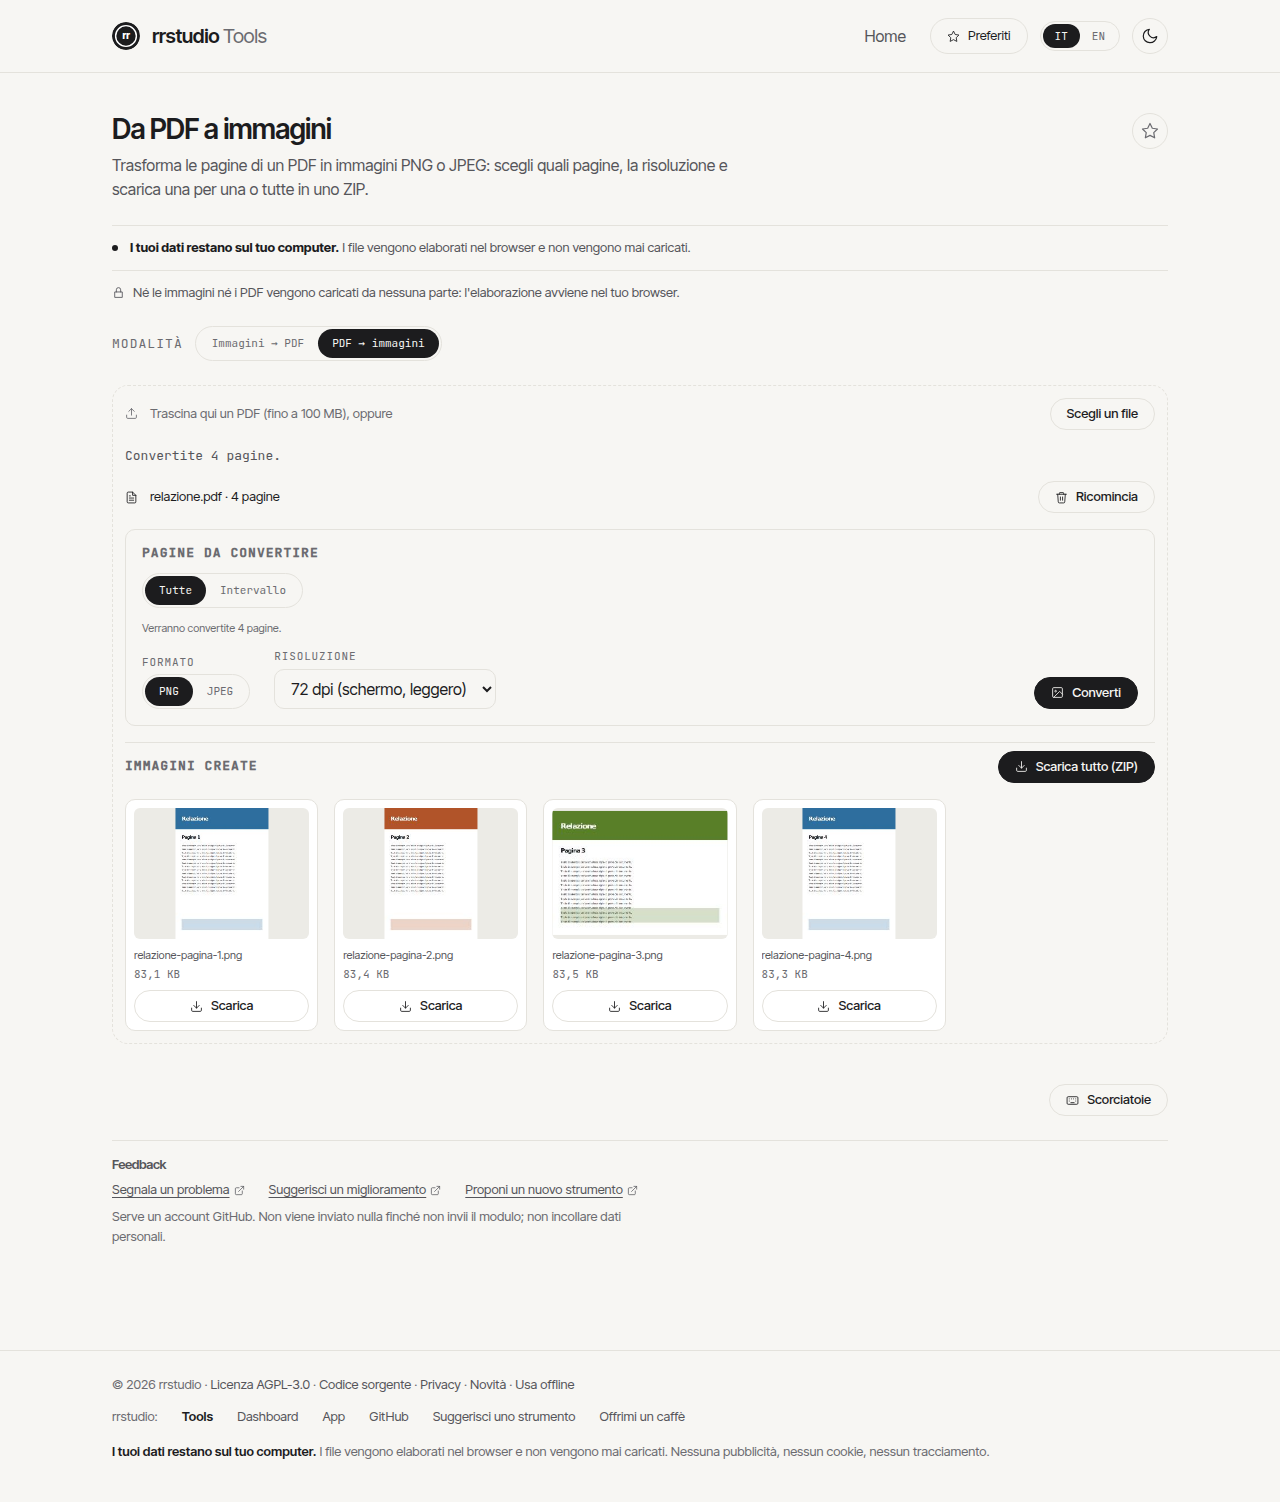 rr rrstudio Tools
Home
Preferiti
IT EN
Da PDF a immagini
Trasforma le pagine di un PDF in immagini PNG o JPEG: scegli quali pagine, la risoluzione e
scarica una per una o tutte in uno ZIP.
I tuoi dati restano sul tuo computer. I file vengono elaborati nel browser e non vengono mai caricati.
Né le immagini né i PDF vengono caricati da nessuna parte: l'elaborazione avviene nel tuo browser.
MODALITÀ
Immagini → PDF
PDF → immagini
Trascina qui un PDF (fino a 100 MB), oppure
Scegli un file
Convertite 4 pagine.
relazione.pdf · 4 pagine
Ricomincia
PAGINE DA CONVERTIRE
Tutte
Intervallo
Verranno convertite 4 pagine.
FORMATO
RISOLUZIONE
PNG
JPEG
72 dpi (schermo, leggero)
Converti
IMMAGINI CREATE
Scarica tutto (ZIP)
Relazione
Pagina 1
relazione-pagina-1.png
83,1 KB
Scarica
Relazione
Pagina 2
relazione-pagina-2.png
83,4 KB
Scarica
Relazione
Pagina 3
relazione-pagina-3.png
83,5 KB
Scarica
Relazione
Pagina 4
relazione-pagina-4.png
83,3 KB
Scarica
Scorciatoie
Feedback
Segnala un problema
Suggerisci un miglioramento
Proponi un nuovo strumento
Serve un account GitHub. Non viene inviato nulla finché non invii il modulo; non incollare dati
personali.
© 2026 rrstudio · Licenza AGPL-3.0 · Codice sorgente · Privacy · Novità · Usa offline
rrstudio: Tools Dashboard App GitHub Suggerisci uno strumento Offrimi un caffè
I tuoi dati restano sul tuo computer. I file vengono elaborati nel browser e non vengono mai caricati. Nessuna pubblicità, nessun cookie, nessun tracciamento.